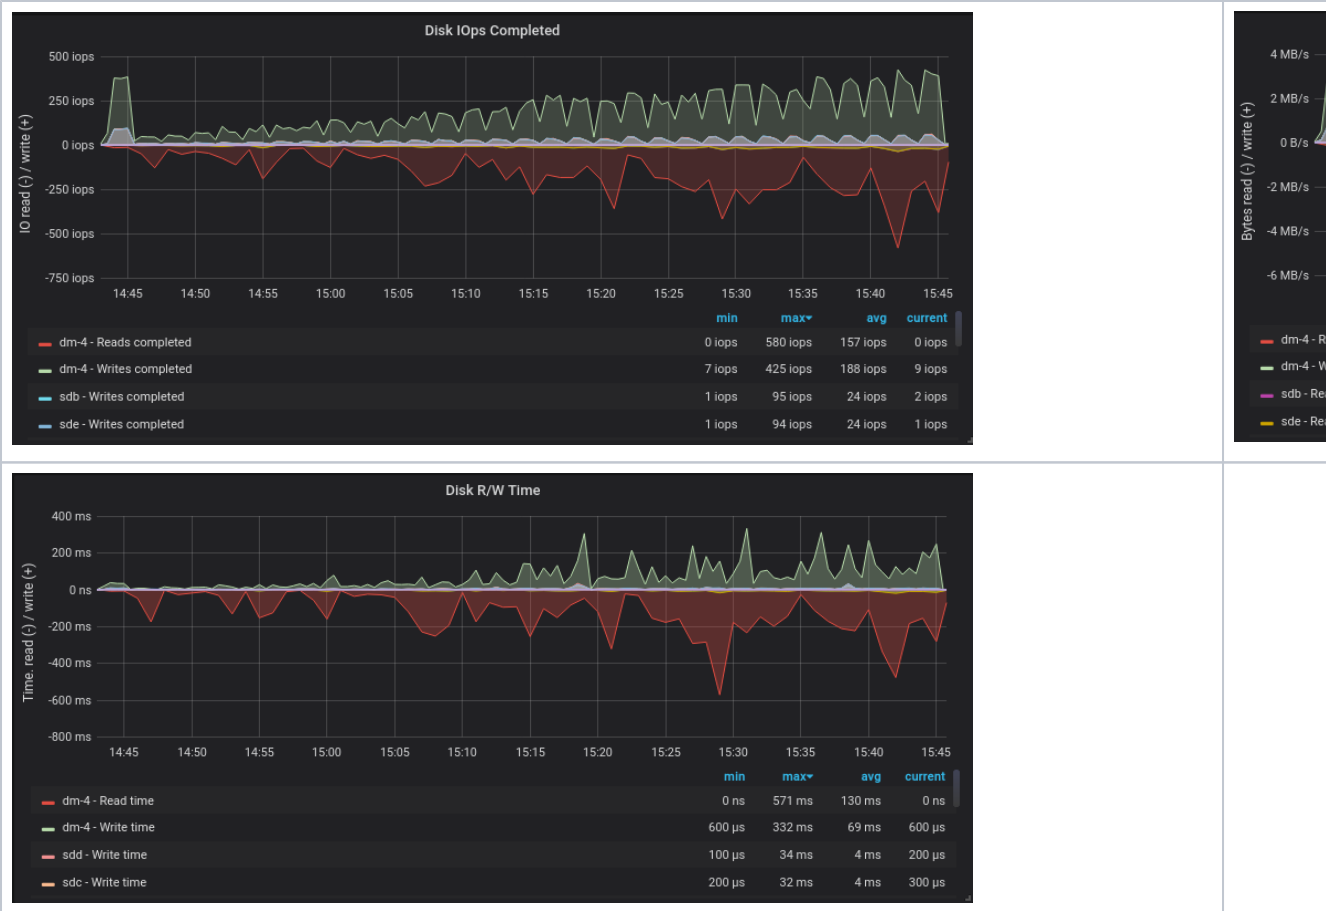 Disk IOps Completed
IO read (-) / write (+)
500 iops
250 iops
0 iops
-250 iops
-500 iops
-750 iops
14:45 14:50 14:55 15:00 15:05 15:10 15:15 15:20 15:25 15:30 15:35 15:40 15:45
min max avg current
dm-4 - Reads completed 0 iops 580 iops 157 iops 0 iops
dm-4 - Writes completed 7 iops 425 iops 188 iops 9 iops
sdb - Writes completed 1 iops 95 iops 24 iops 2 iops
sde - Writes completed 1 iops 94 iops 24 iops 1 iops
Bytes read (-) / write (+)
4 MB/s
2 MB/s
0 B/s
-2 MB/s
-4 MB/s
-6 MB/s
dm-4 - R
dm-4 - W
sdb - Rea
sde - Rea
Disk R/W Time
Time. read (-) / write (+)
400 ms
200 ms
0 ns
-200 ms
-400 ms
-600 ms
-800 ms
14:45 14:50 14:55 15:00 15:05 15:10 15:15 15:20 15:25 15:30 15:35 15:40 15:45
min max avg current
dm-4 - Read time 0 ns 571 ms 130 ms 0 ns
dm-4 - Write time 600 µs 332 ms 69 ms 600 µs
sdd - Write time 100 µs 34 ms 4 ms 200 µs
sdc - Write time 200 µs 32 ms 4 ms 300 µs